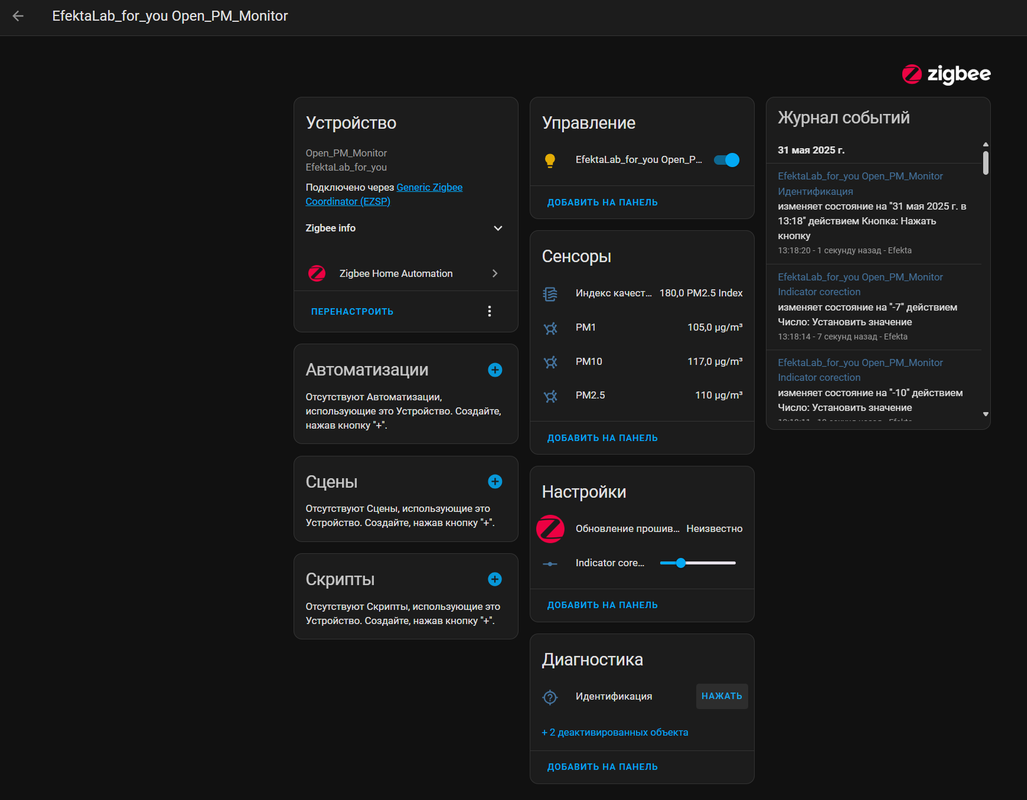 EfektaLab_for_you Open_PM_Monitor
zigbee
Устройство
Open_PM_Monitor
EfektaLab_for_you
Подключено через Generic Zigbee
Coordinator (EZSP)
Zigbee info
Zigbee Home Automation
ПЕРЕНАСТРОИТЬ
Автоматизации
Отсутствуют Автоматизации,
использующие это Устройство. Создайте,
нажав кнопку "+".
Сцены
Отсутствуют Сцены, использующие это
Устройство. Создайте, нажав кнопку "+".
Скрипты
Отсутствуют Скрипты, использующие это
Устройство. Создайте, нажав кнопку "+".
Управление
EfektaLab_for_you Open_P...
ДОБАВИТЬ НА ПАНЕЛЬ
Сенсоры
Индекс качест... 180,0 PM2.5 Index
PM1 105,0 µg/m³
PM10 117,0 µg/m³
PM2.5 110 µg/m³
ДОБАВИТЬ НА ПАНЕЛЬ
Настройки
Обновление прошив... Неизвестно
Indicator core...
ДОБАВИТЬ НА ПАНЕЛЬ
Диагностика
Идентификация НАЖАТЬ
+ 2 деактивированных объекта
ДОБАВИТЬ НА ПАНЕЛЬ
Журнал событий
31 мая 2025 г.
EfektaLab_for_you Open_PM_Monitor
Идентификация
изменяет состояние на "31 мая 2025 г. в
13:18" действием Кнопка: Нажать
кнопку
13:18:20 - 1 секунду назад - Efekta
EfektaLab_for_you Open_PM_Monitor
Indicator corection
изменяет состояние на "-7" действием
Число: Установить значение
13:18:14 - 7 секунд назад - Efekta
EfektaLab_for_you Open_PM_Monitor
Indicator corection
изменяет состояние на "-10" действием
Число: Установить значение